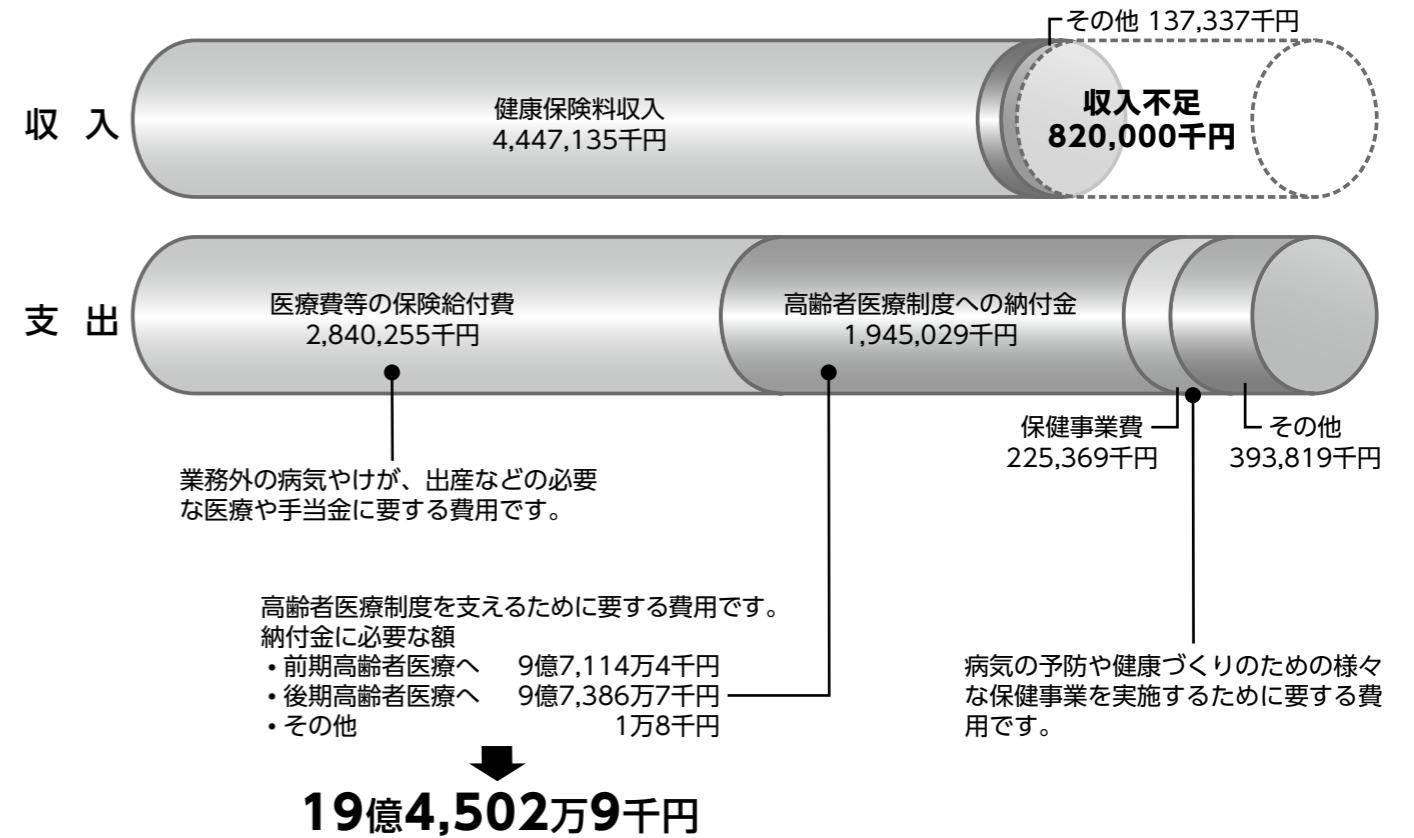 その他 137,337千円
収 入
健康保険料収入
4,447,135千円
収入不足
820,000千円
支 出
医療費等の保険給付費
2,840,255千円
高齢者医療制度への納付金
1,945,029千円
保健事業費
225,369千円
その他
393,819千円
業務外の病気やけが、出産などの必要
な医療や手当金に要する費用です。
高齢者医療制度を支えるために要する費用です。
納付金に必要な額
・前期高齢者医療へ 9億7,114万4千円
・後期高齢者医療へ 9億7,386万7千円
・その他 1万8千円
19億4,502万9千円
病気の予防や健康づくりのための様々
な保健事業を実施するために要する費
用です。